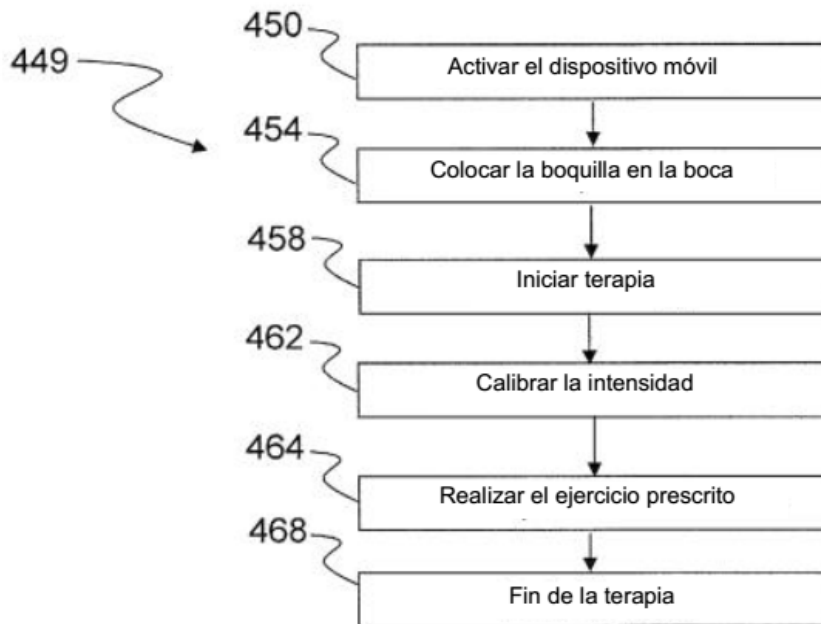 449
450
Activar el dispositivo móvil
454
Colocar la boquilla en la boca
458
Iniciar terapia
462
Calibrar la intensidad
464
Realizar el ejercicio prescrito
468
Fin de la terapia